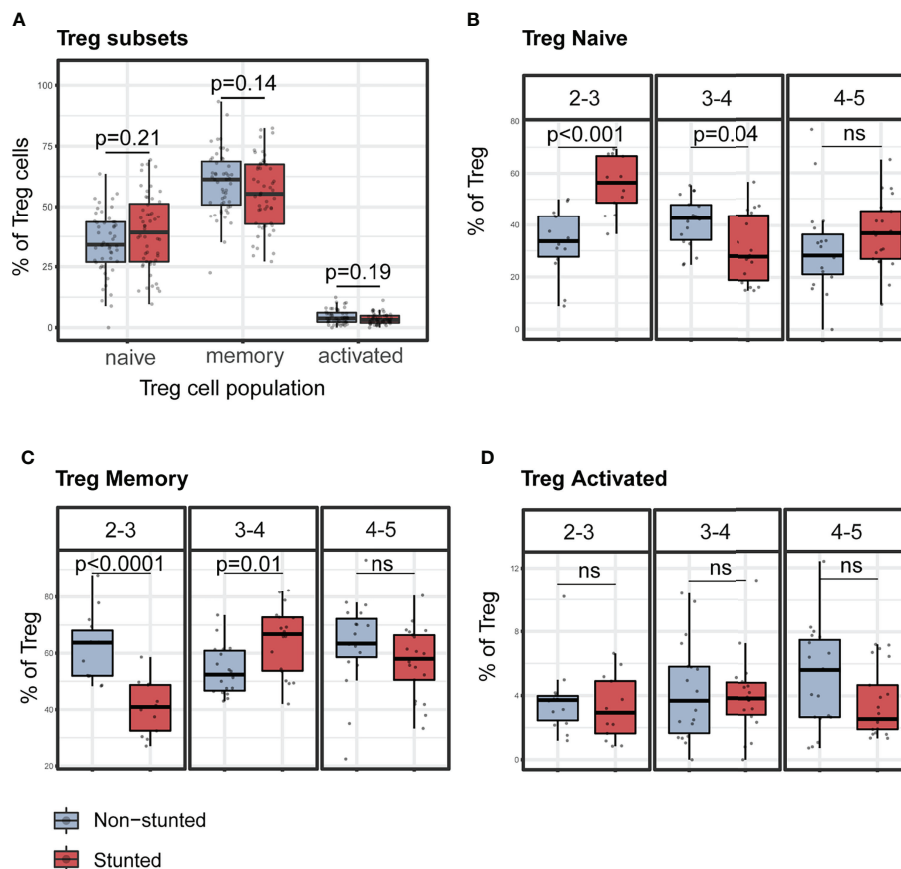 A
Treg subsets
% of Treg cells
100
75
50
25
0
p=0.21
p=0.14
p=0.19
naive
memory
activated
Treg cell population
B
Treg Naive
2-3
3-4
4-5
p<0.001
p=0.04
ns
% of Treg
80
60
40
20
0
C
Treg Memory
2-3
3-4
4-5
p<0.0001
p=0.01
ns
% of Treg
80
60
40
20
D
Treg Activated
2-3
3-4
4-5
ns
ns
ns
% of Treg
12
8
4
0
Non-stunted
Stunted